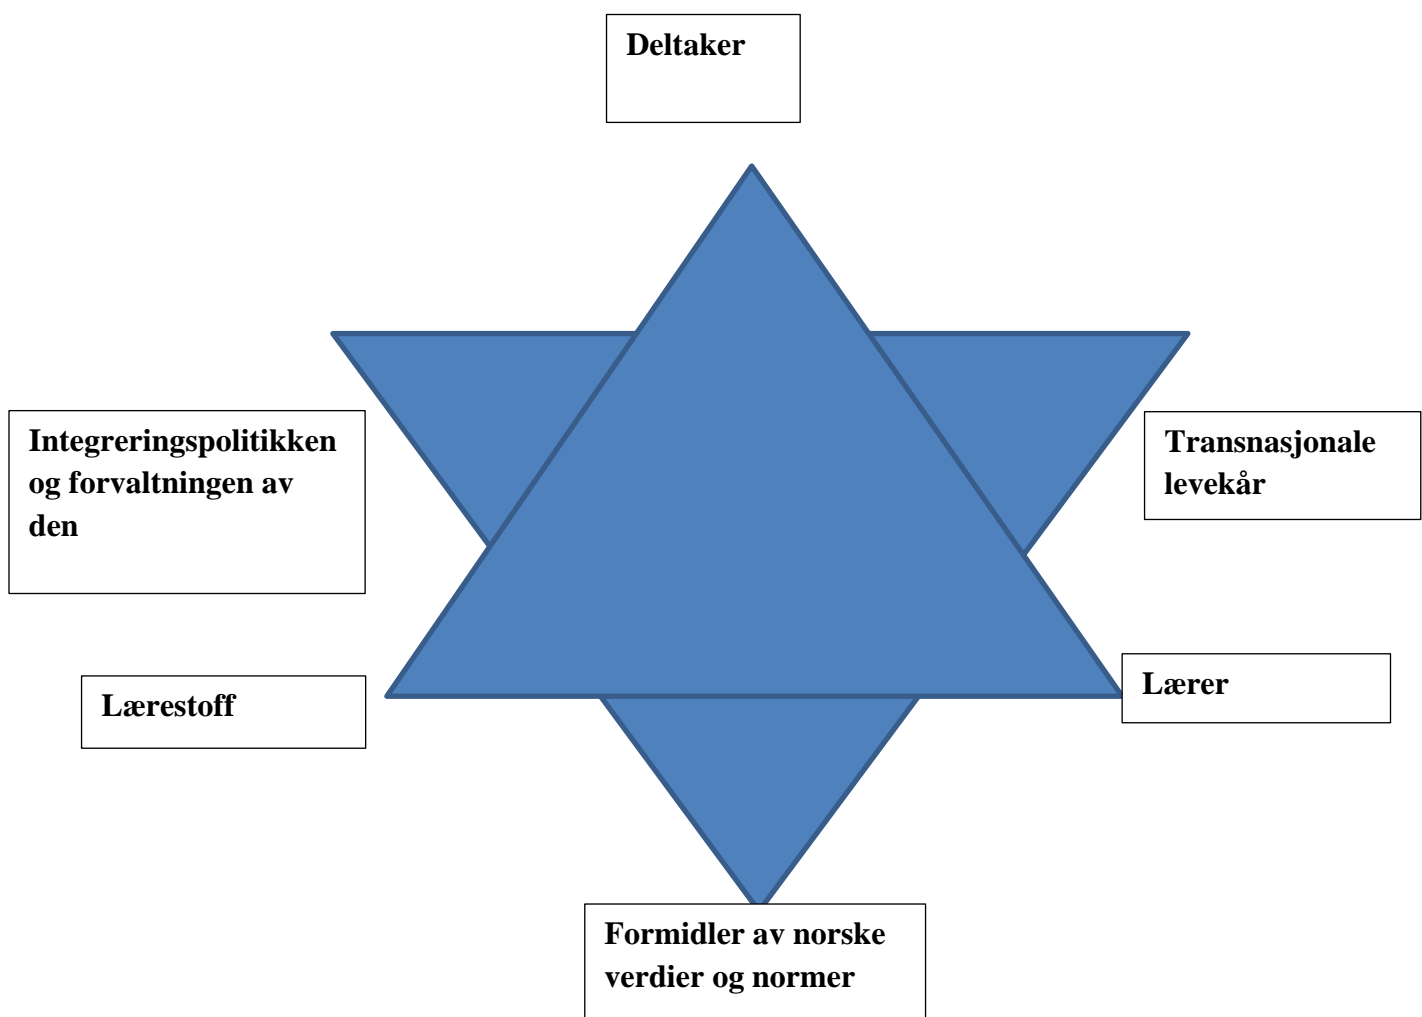 Deltaker
Integreringspolitikken
og forvaltningen av
den
Transnasjonale
levekår
Lærestoff
Lærer
Formidler av norske
verdier og normer